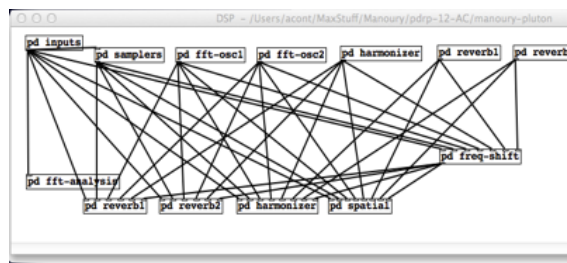 DSP - /Users/acont/MaxStuff/Manoury/pdrp-12-AC/manoury-pluton
pd inputs
pd samplers
pd fft-osc1
pd fft-osc2
pd harmonizer
pd reverb1
pd reverb
pd freq-shift
pd fft-analysis
pd reverb1
pd reverb2
pd harmonizer
pd spatial